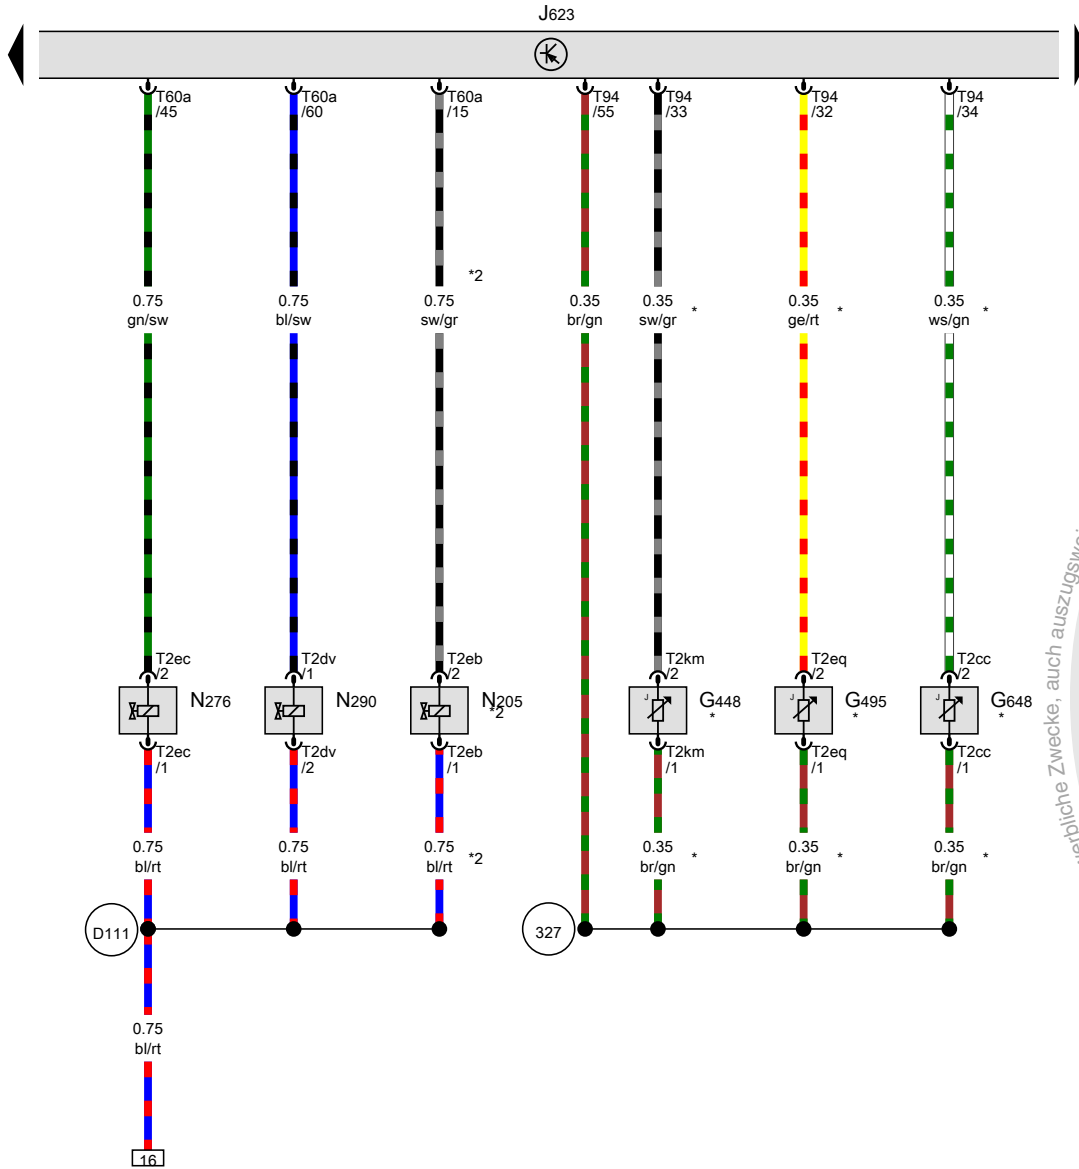 J623
T60a
/45
T60a
/60
T60a
/15
T94
/55
T94
/33
T94
/32
T94
/34
*2
0.75
gn/sw
0.75
bl/sw
0.75
sw/gr
0.35
br/gn
0.35
sw/gr
*
0.35
ge/rt
*
0.35
ws/gn
*
T2ec
/2
T2dv
/1
T2eb
/2
T2km
/2
T2eq
/2
T2cc
/2
N276
N290
N205
*2
J
G448
*
J
G495
*
J
G648
*
T2ec
/1
T2dv
/2
T2eb
/1
T2km
/1
T2eq
/1
T2cc
/1
0.75
bl/rt
0.75
bl/rt
0.75
bl/rt
*2
0.35
br/gn
*
0.35
br/gn
*
0.35
br/gn
*
D111
327
0.75
bl/rt
16
Zwecke, auch